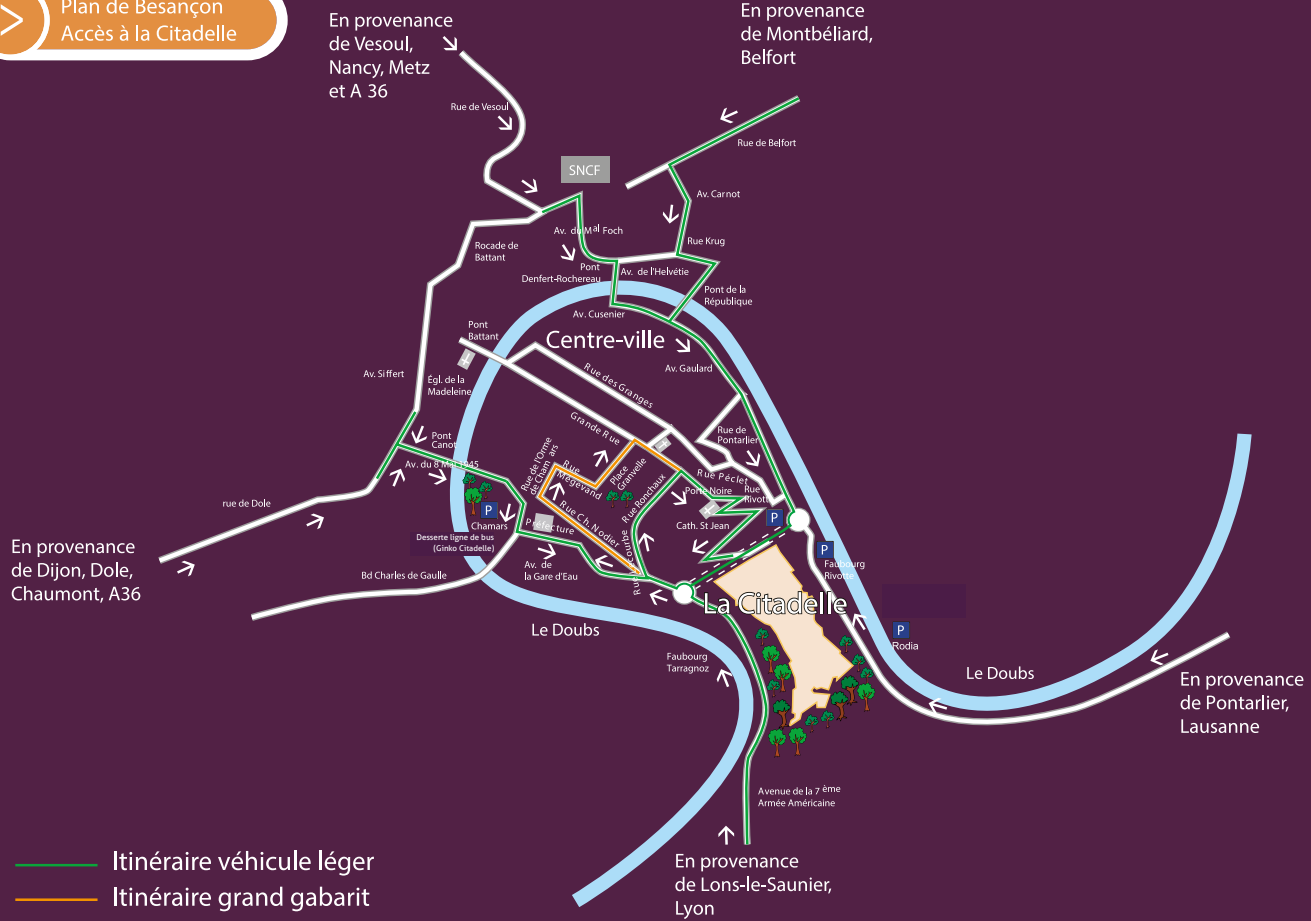 Plan de Besançon
Accès à la Citadelle
En provenance
de Vesoul,
Nancy, Metz
et A 36
En provenance
de Montbéliard,
Belfort
Rue de Vesoul
Rue de Belfort
SNCF
Av. Carnot
Av. du Mal Foch
Rue Krug
Rocade de
Battant
Pont
Denfert-Rochereau
Av. de l'Helvétie
Pont de la
République
Av. Cusenier
Pont
Battant
Centre-ville
Av. Gaulard
Av. Siffert
Égl. de la
Madeleine
Rue des Granges
Grande Rue
Rue de
Pontarlier
Pont
Canot
Av. du 8 Mai 1945
Rue de l'Orme
de Chamars
Rue
Mégevand
Place
Granvelle
Rue Péclet
Porte Noire
Rue
Rivotte
Rue Ronchaux
rue de Dole
P
Chamars
Préfecture
Rue Ch. Nodier
Cath. St Jean
P
Desserte ligne de bus
(Ginko Citadelle)
En provenance
de Dijon, Dole,
Chaumont, A36
Bd Charles de Gaulle
Av. de
la Gare d'Eau
P
Faubourg
Rivotte
La Citadelle
Le Doubs
P
Rodia
Faubourg
Tarragnoz
Le Doubs
En provenance
de Pontarlier,
Lausanne
Avenue de la 7 ème
Armée Américaine
En provenance
de Lons-le-Saunier,
Lyon
Itinéraire véhicule léger
Itinéraire grand gabarit